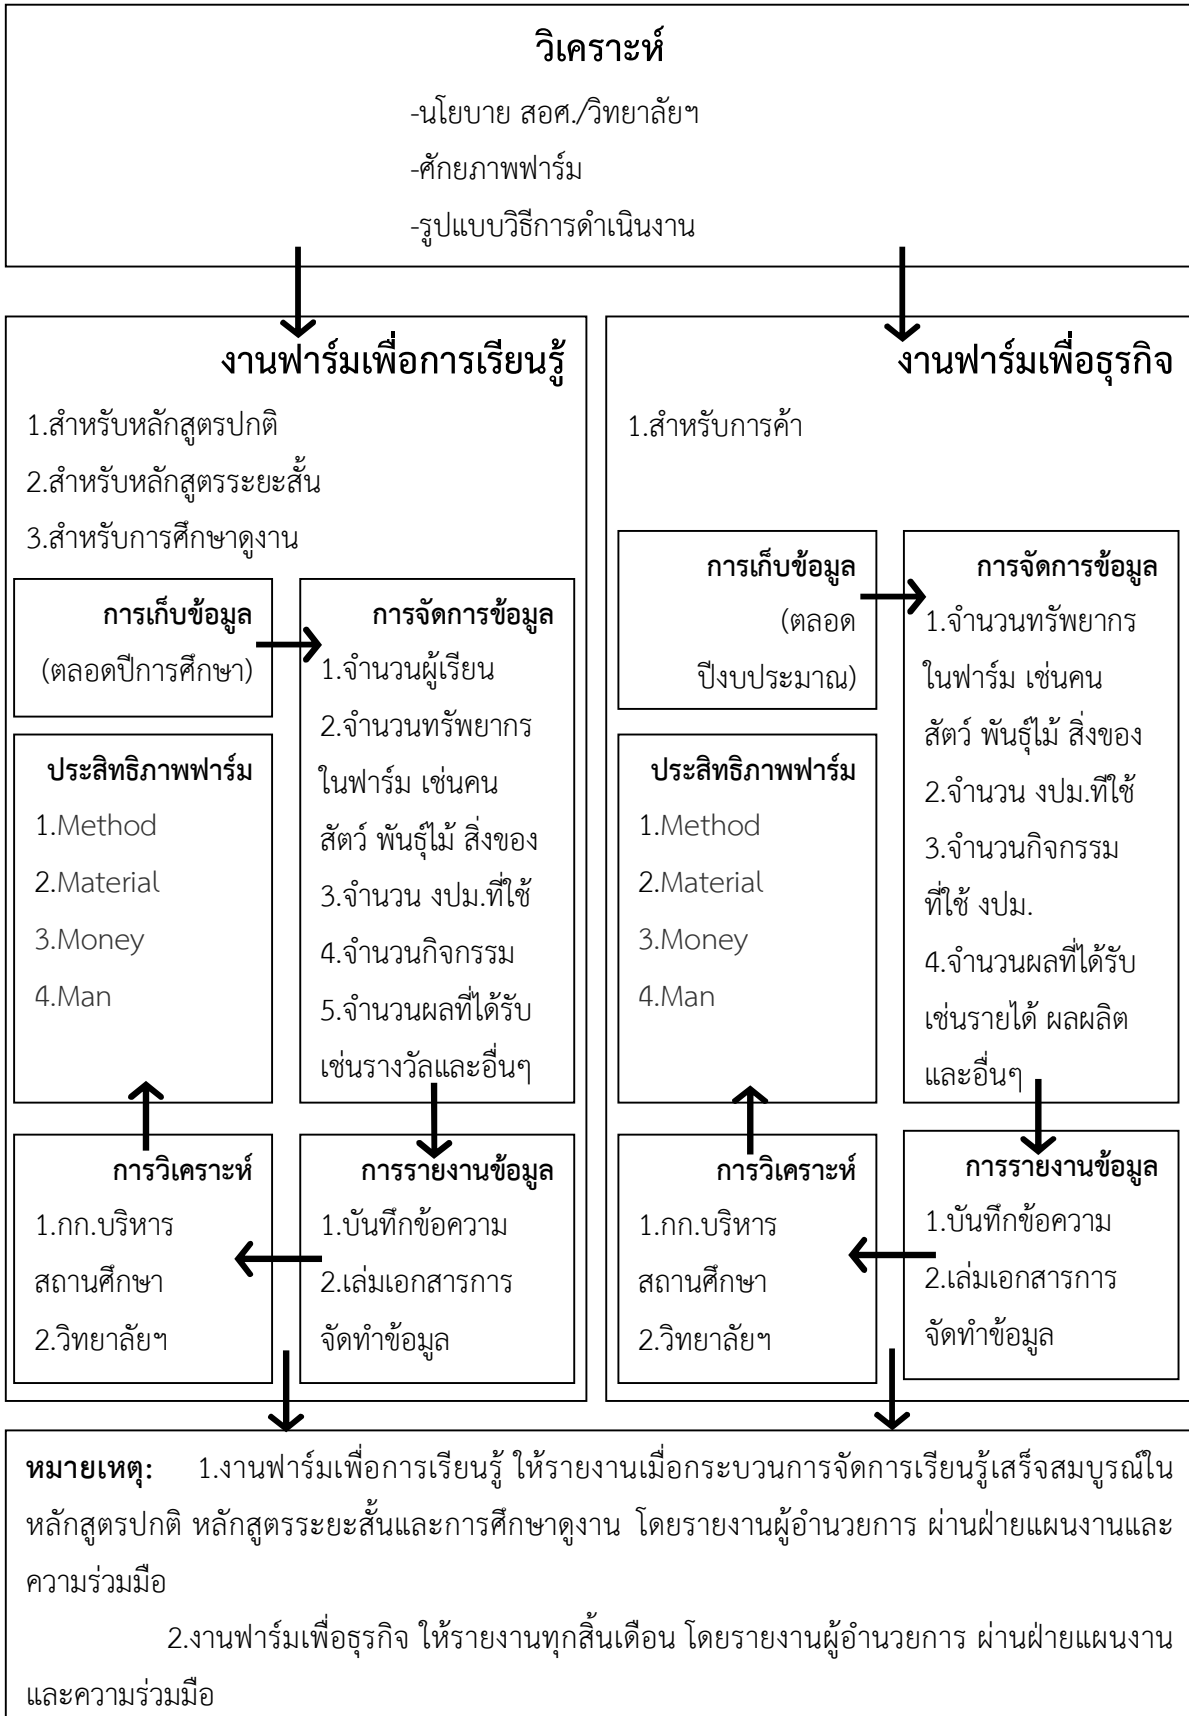 วิเคราะห์
-นโยบาย สอศ./วิทยาลัยฯ
-ศักยภาพฟาร์ม
-รูปแบบวิธีการดำเนินงาน
งานฟาร์มเพื่อการเรียนรู้
1.สำหรับหลักสูตรปกติ
2.สำหรับหลักสูตรระยะสั้น
3.สำหรับการศึกษาดูงาน
การเก็บข้อมูล
(ตลอดปีการศึกษา)
การจัดการข้อมูล
1.จำนวนผู้เรียน
2.จำนวนทรัพยากร
ในฟาร์ม เช่นคน
สัตว์ พันธุ์ไม้ สิ่งของ
3.จำนวน งปม.ที่ใช้
4.จำนวนกิจกรรม
5.จำนวนผลที่ได้รับ
เช่นรางวัลและอื่นๆ
ประสิทธิภาพฟาร์ม
1.Method
2.Material
3.Money
4.Man
การวิเคราะห์
1.กก.บริหาร
สถานศึกษา
2.วิทยาลัยฯ
การรายงานข้อมูล
1.บันทึกข้อความ
2.เล่มเอกสารการ
จัดทำข้อมูล
งานฟาร์มเพื่อธุรกิจ
1.สำหรับการค้า
การเก็บข้อมูล
(ตลอด
ปีงบประมาณ)
การจัดการข้อมูล
1.จำนวนทรัพยากร
ในฟาร์ม เช่นคน
สัตว์ พันธุ์ไม้ สิ่งของ
2.จำนวน งปม.ทีใช้
3.จำนวนกิจกรรม
ที่ใช้ งปม.
4.จำนวนผลที่ได้รับ
เช่นรายได้ ผลผลิต
และอื่นๆ
ประสิทธิภาพฟาร์ม
1.Method
2.Material
3.Money
4.Man
การวิเคราะห์
1.กก.บริหาร
สถานศึกษา
2.วิทยาลัยฯ
การรายงานข้อมูล
1.บันทึกข้อความ
2.เล่มเอกสารการ
จัดทำข้อมูล
หมายเหตุ: 1.งานฟาร์มเพื่อการเรียนรู้ ให้รายงานเมื่อกระบวนการจัดการเรียนรู้เสร็จสมบูรณ์ใน
หลักสูตรปกติ หลักสูตรระยะสั้นและการศึกษาดูงาน โดยรายงานผู้อำนวยการ ผ่านฝ่ายแผนงานและ
ความร่วมมือ
2.งานฟาร์มเพื่อธุรกิจ ให้รายงานทุกสิ้นเดือน โดยรายงานผู้อำนวยการ ผ่านฝ่ายแผนงาน
และความร่วมมือ